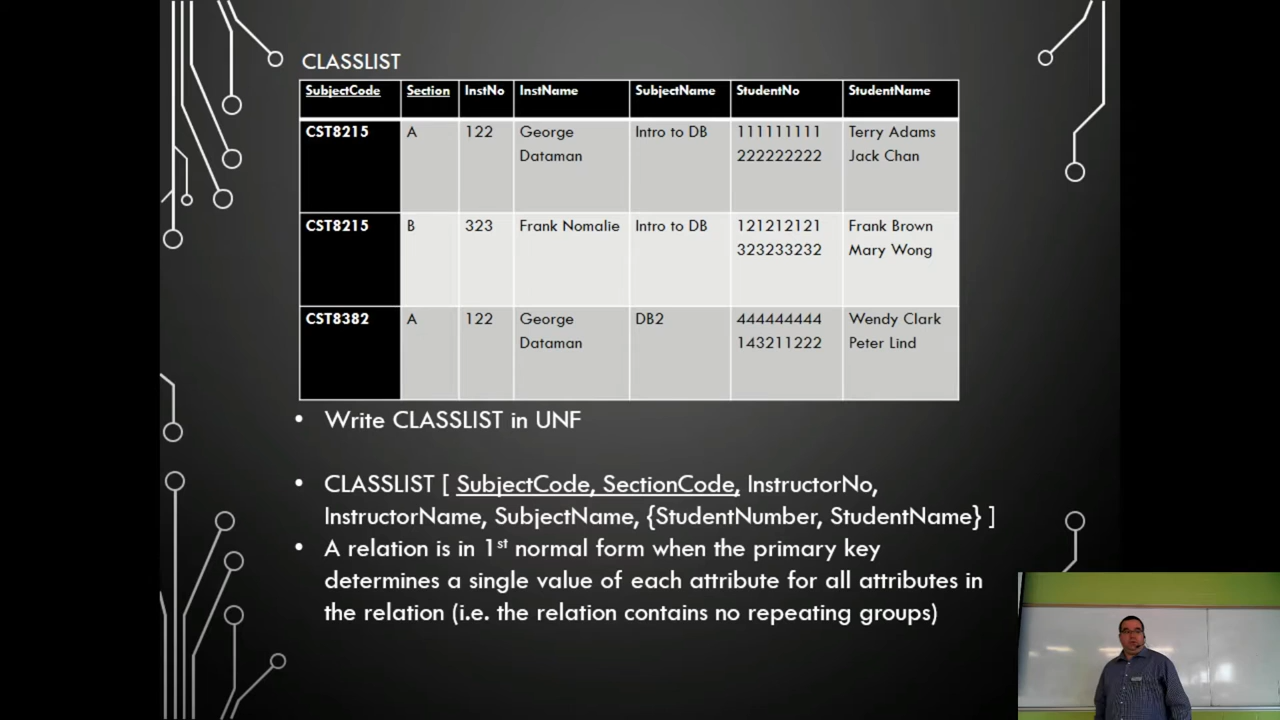 CLASSLIST
SubjectCode Section InstNo InstName SubjectName StudentNo StudentName
CST8215 A 122 George Intro to DB 111111111 Terry Adams
Dataman 222222222 Jack Chan
CST8215 B 323 Frank Nomalie Intro to DB 121212121 Frank Brown
323233232 Mary Wong
CST8382 A 122 George DB2 444444444 Wendy Clark
Dataman 143211222 Peter Lind
• Write CLASSLIST in UNF
• CLASSLIST [ SubjectCode, SectionCode, InstructorNo,
InstructorName, SubjectName, {StudentNumber, StudentName} ]
• A relation is in 1st normal form when the primary key
determines a single value of each attribute for all attributes in
the relation (i.e. the relation contains no repeating groups)